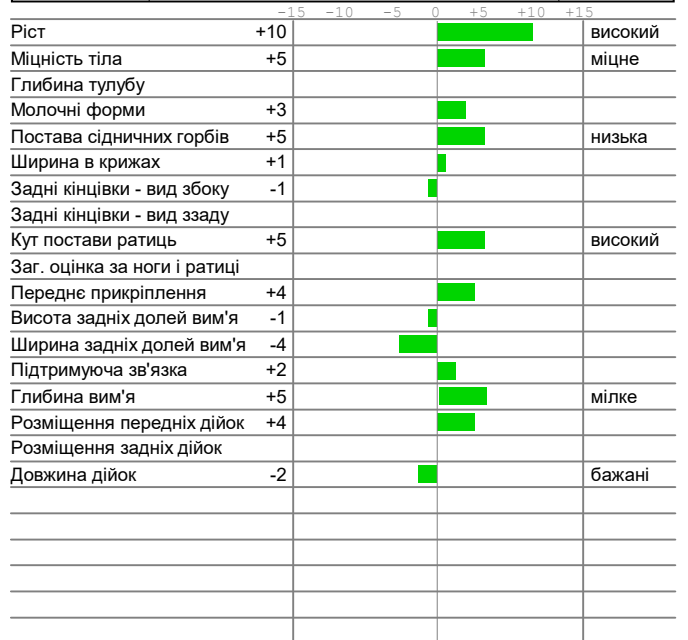 -15 -10 -5 0 +5 +10 +15
Ріст +10 високий
Міцність тіла +5 міцне
Глибина тулубу
Молочні форми +3
Постава сідничних горбів +5 низька
Ширина в крижах +1
Задні кінцівки - вид збоку -1
Задні кінцівки - вид ззаду
Кут постави ратиць +5 високий
Заг. оцінка за ноги і ратиці
Переднє прикріплення +4
Висота задніх долей вим'я -1
Ширина задніх долей вим'я -4
Підтримуюча зв'язка +2
Глибина вим'я +5 мілке
Розміщення передніх дійок +4
Розміщення задніх дійок
Довжина дійок -2 бажані